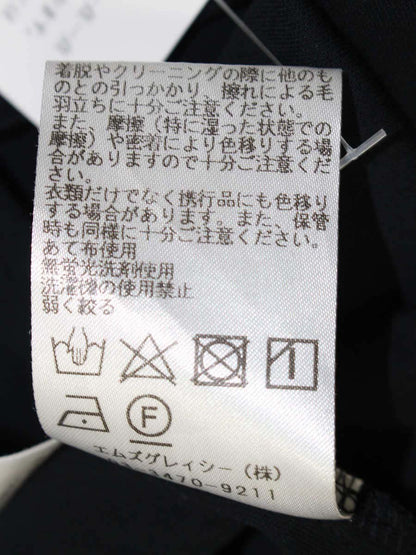 着脱やクリーニングの際に他のも
のとの引っかかり、擦れによる毛
羽立ちに十分ご注意ください。
また、摩擦(特に湿った状態での
摩擦)や密着により色移りする場
合がありますので十分ご注意くだ
さい。
衣類だけでなく携行品にも色移り
する場合があります。また、保管
時も同様に十分ご注意ください。
あて布使用
無蛍光洗剤使用
洗濯機の使用禁止
弱く絞る
F
エムズグレイシー(株)
3470-9211